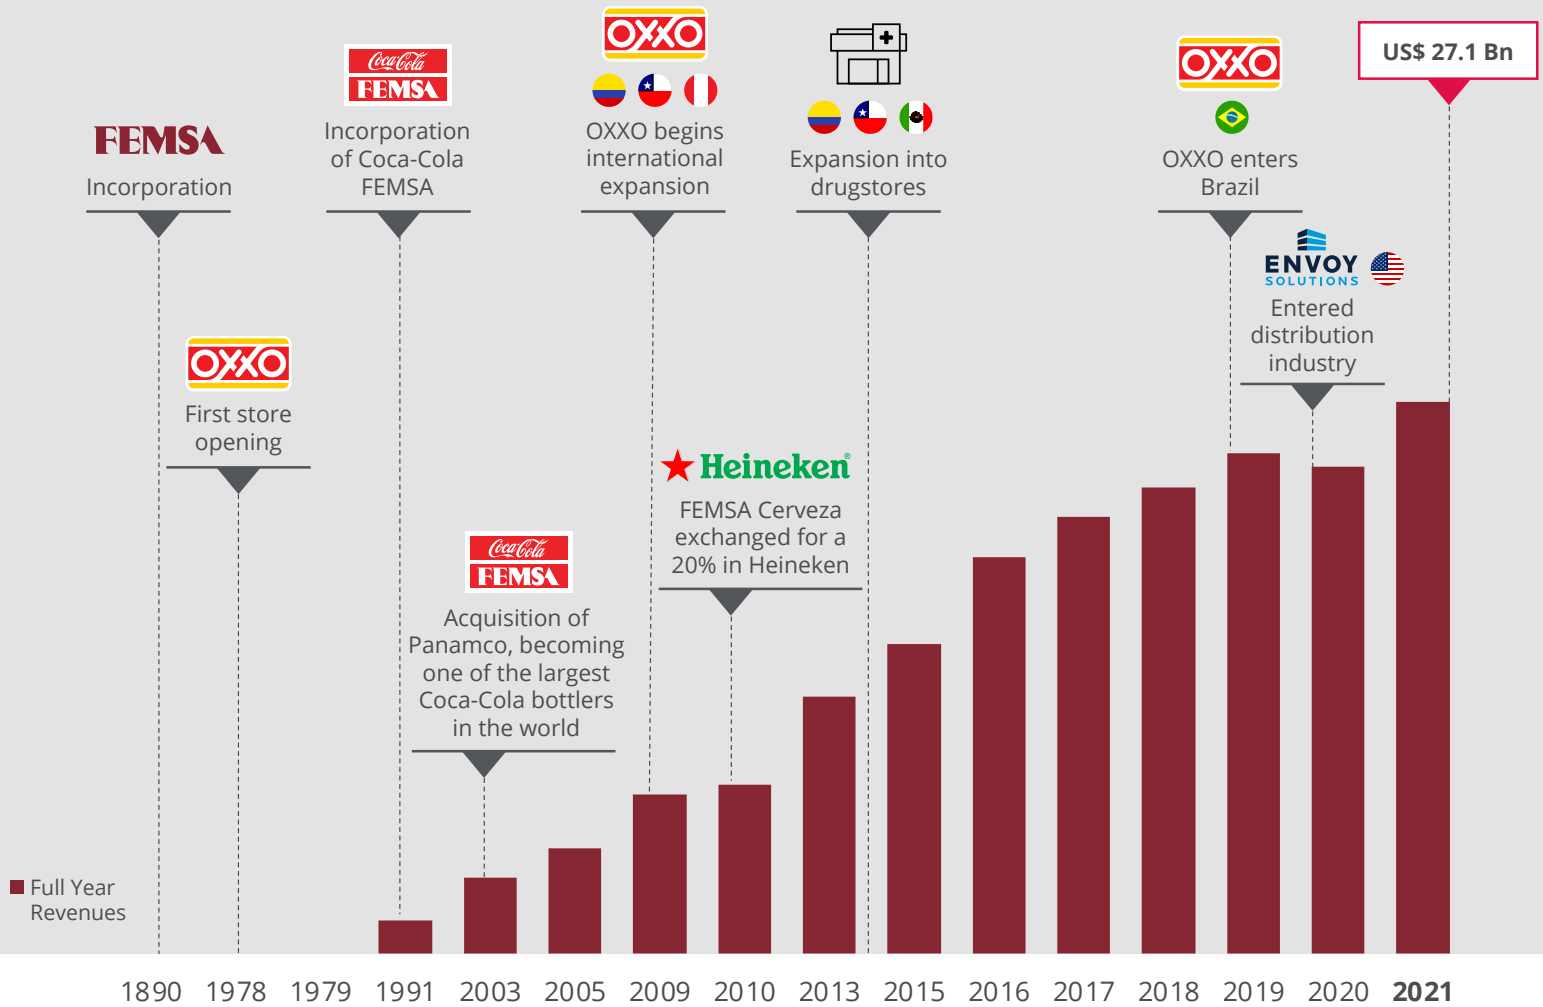 FEMSA
Incorporation
OXXO
First store
opening
Coca-Cola
FEMSA
Incorporation
of Coca-Cola
FEMSA
Coca-Cola
FEMSA
Acquisition of
Panamco, becoming
one of the largest
Coca-Cola bottlers
in the world
OXXO
OXXO begins
international
expansion
Heineken®
FEMSA Cerveza
exchanged for a
20% in Heineken
Expansion into
drugstores
OXXO
OXXO enters
Brazil
ENVOY
SOLUTIONS
Entered
distribution
industry
US$ 27.1 Bn
Full Year
Revenues
1890 1978 1979 1991 2003 2005 2009 2010 2013 2015 2016 2017 2018 2019 2020 2021